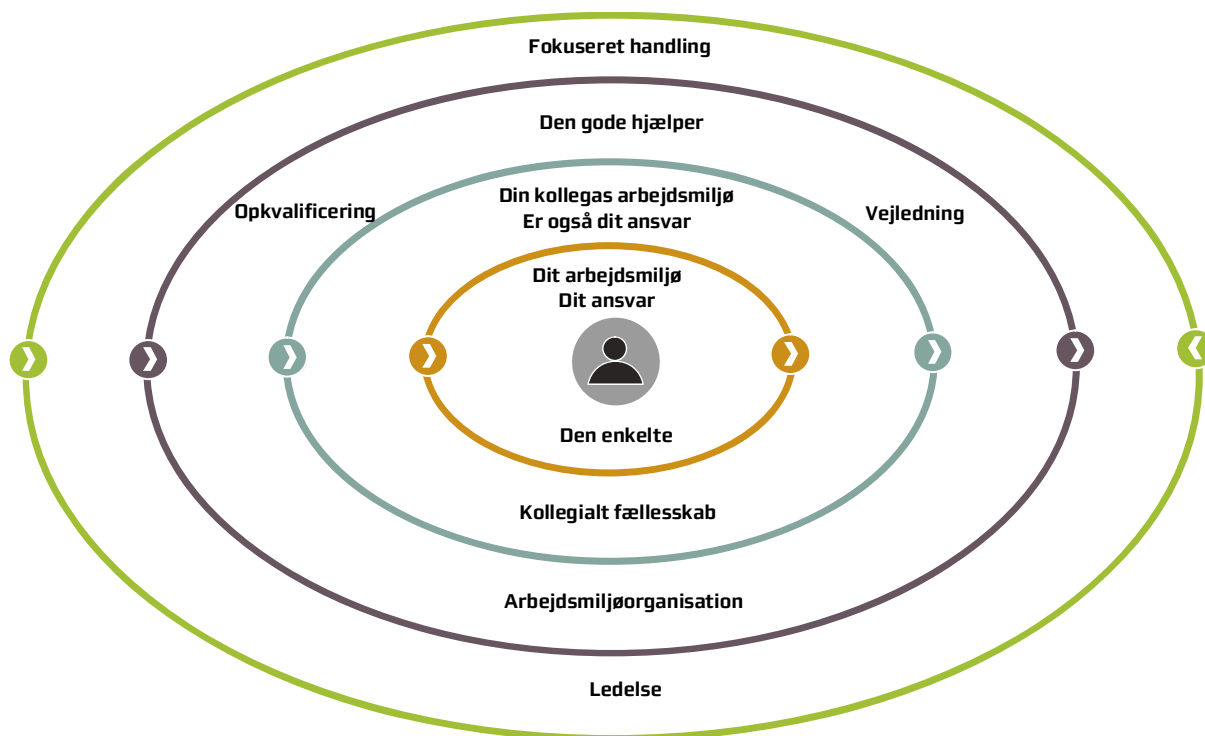 Fokuseret handling
Den gode hjælper
Opkvalificering
Din kollegas arbejdsmiljø
Er også dit ansvar
Vejledning
Dit arbejdsmiljø
Dit ansvar
Den enkelte
Kollegialt fællesskab
Arbejdsmiljøorganisation
Ledelse